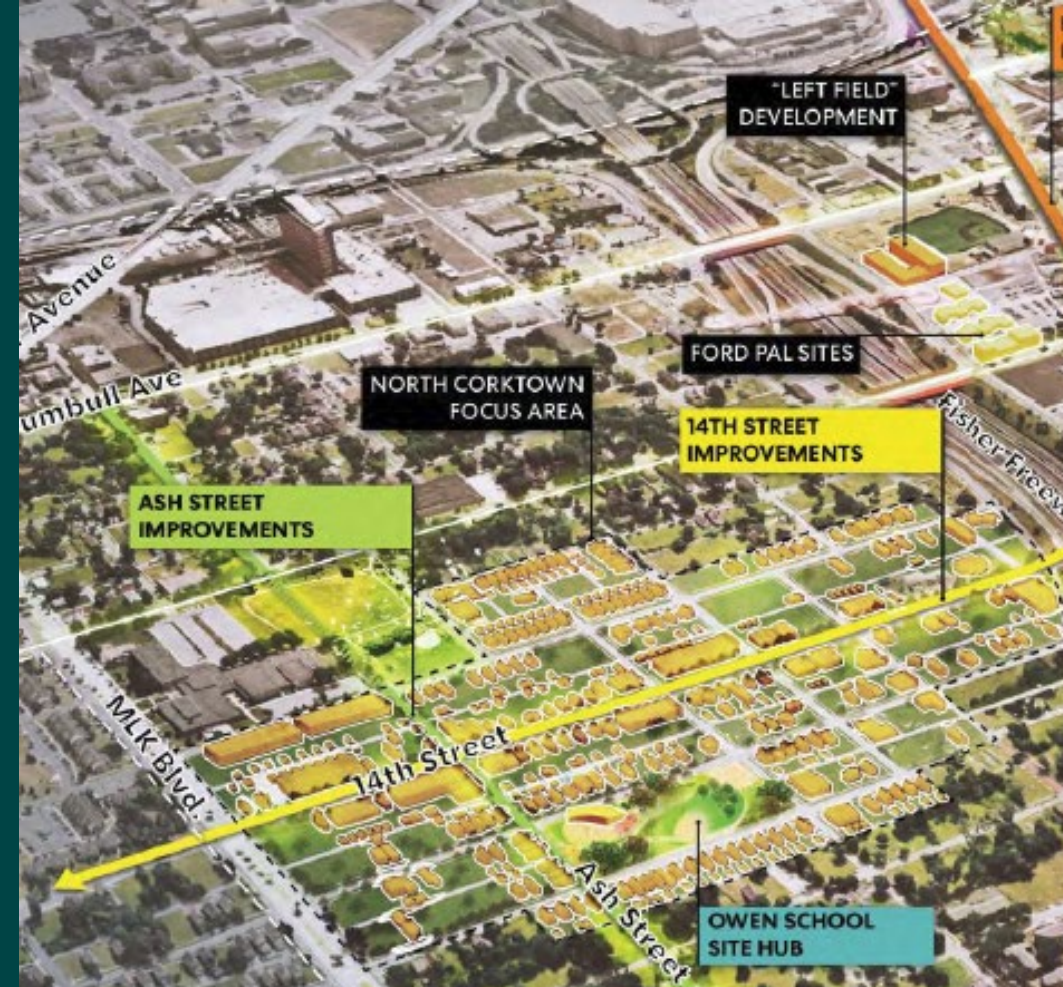 "LEFT FIELD"
DEVELOPMENT
Avenue
FORD PAL SITES
umbull Ave
NORTH CORKTOWN
FOCUS AREA
Fisher Freew
14TH STREET
IMPROVEMENTS
ASH STREET
IMPROVEMENTS
MLK Blvd.
14th Street
Ash Street
OWEN SCHOOL
SITE HUB